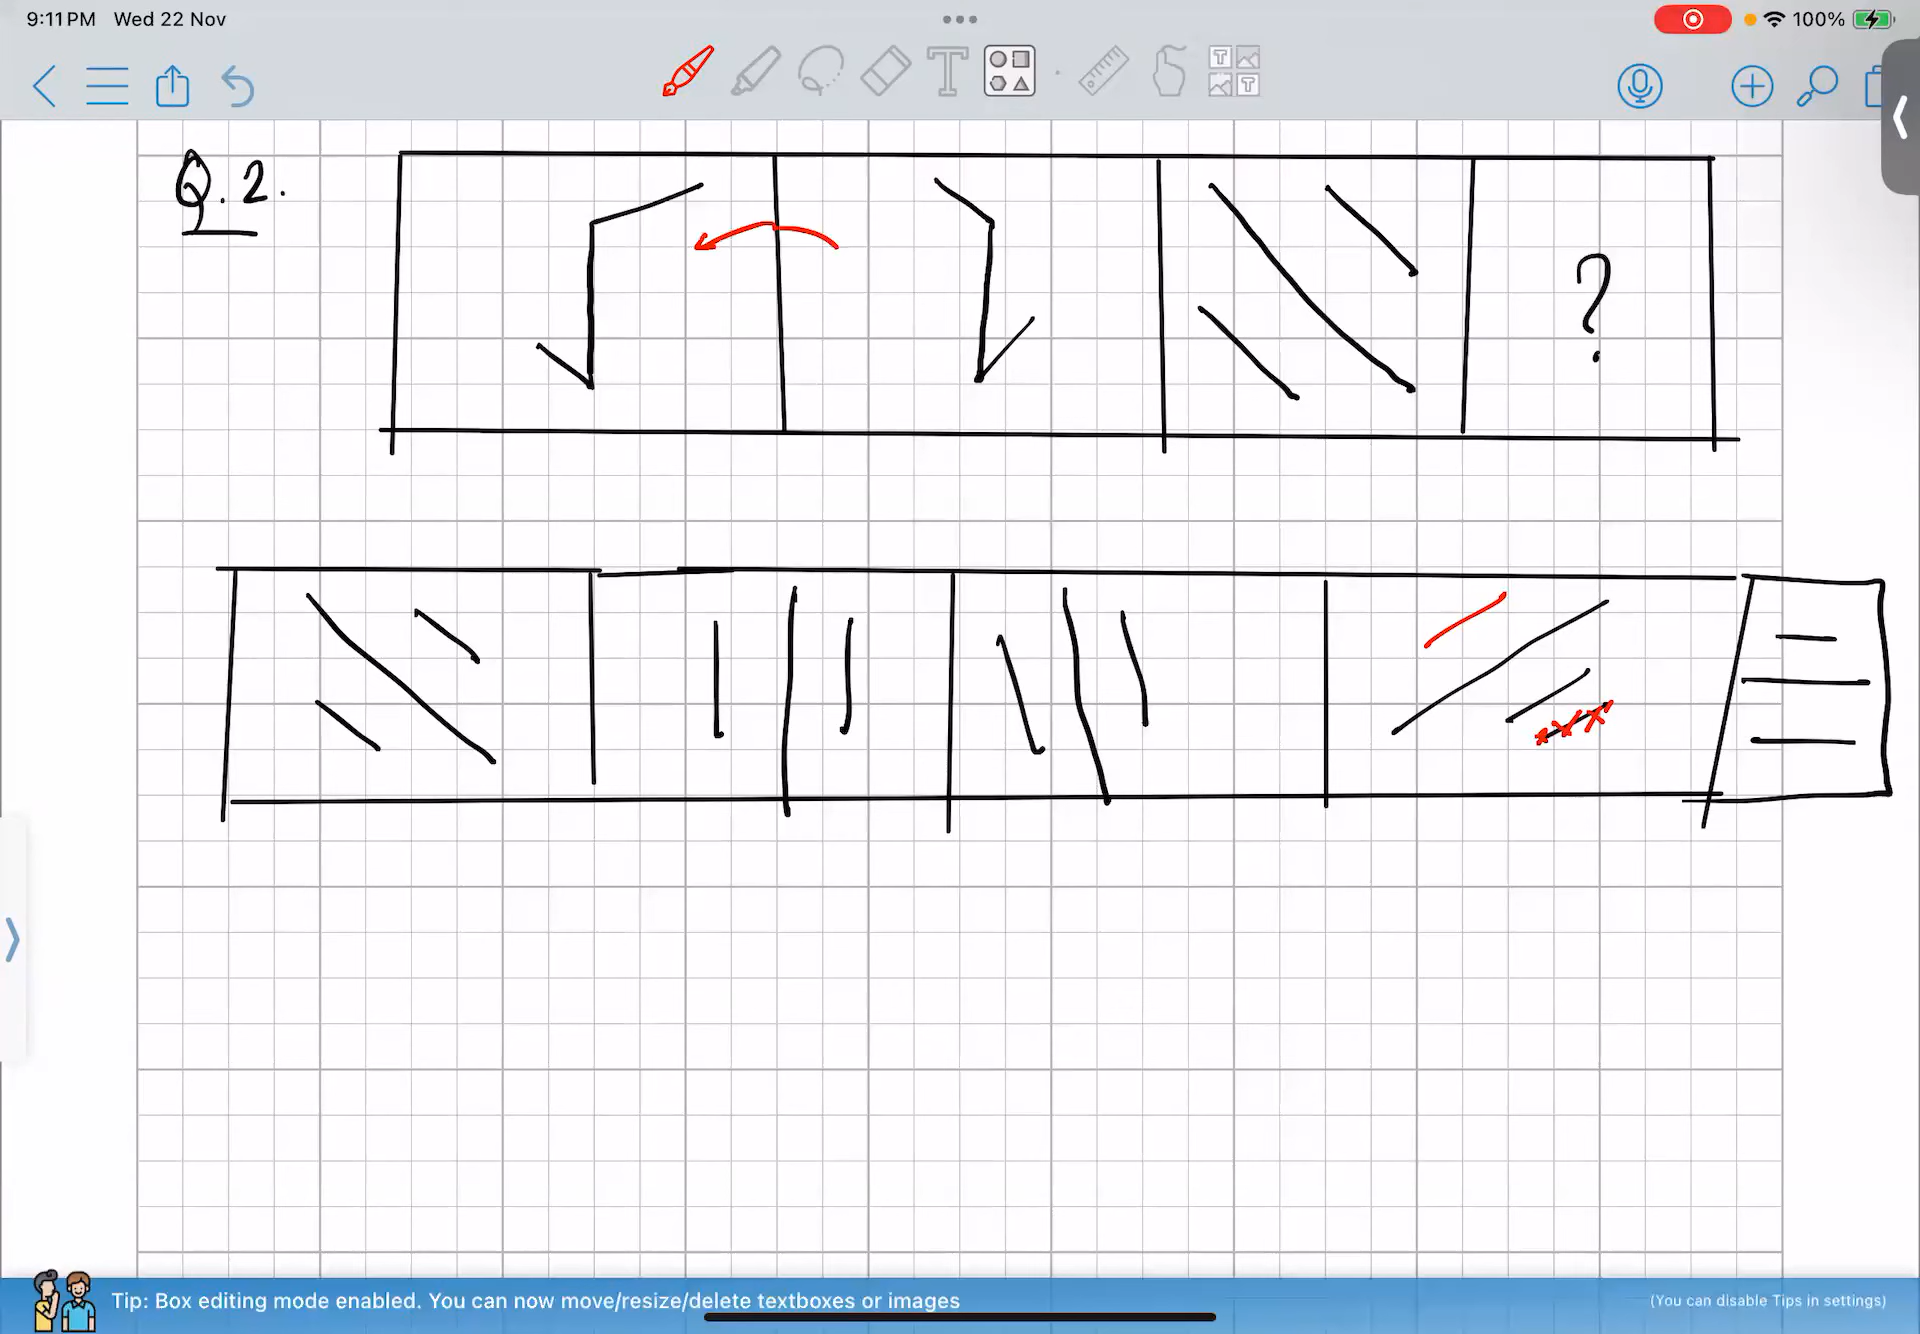 9:11 PM Wed 22 Nov
100%
T
T
T
Q.2.
?
Tip: Box editing mode enabled. You can now move/resize/delete textboxes or images
(You can disable Tips in settings)